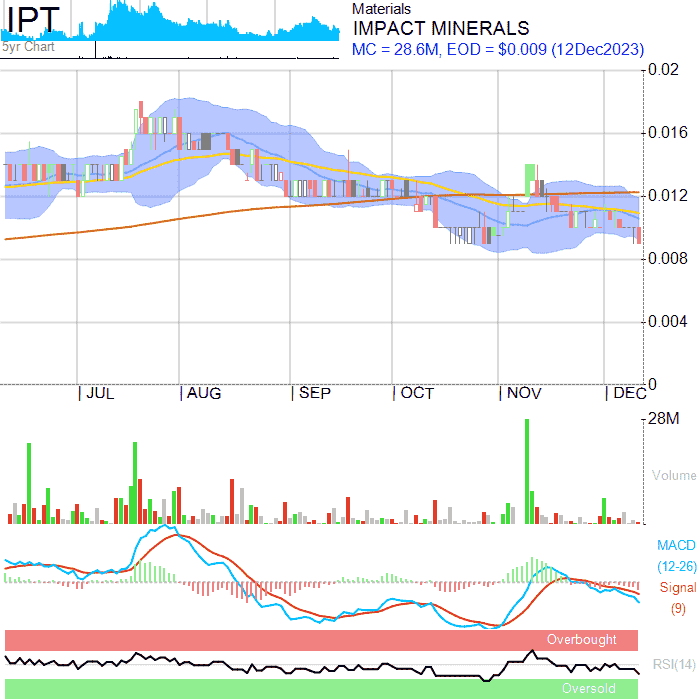 IPT
5yr Chart
Materials
IMPACT MINERALS
MC = 28.6M, EOD = $0.009 (12Dec2023)
0.02
0.016
0.012
0.008
0.004
0
| JUL | AUG | SEP | OCT | NOV | DEC
28M
Volume
MACD
(12-26)
Signal
(9)
Overbought
RSI(14)
Oversold